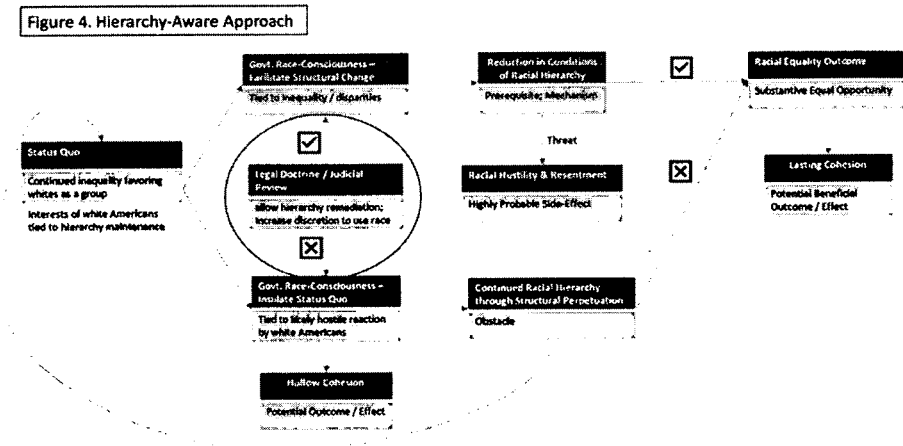 Figure 4. Hierarchy-Aware Approach
Govt. Race-Consciousness –
Facilitate Structural Change
Tied to inequality / disparities
Reduction in Conditions
of Racial Hierarchy
Prerequisite; Mechanism
Racial Equality Outcome
Substantive Equal Opportunity
Status Quo
Continued inequality favoring
whites as a group
Interests of white Americans
tied to hierarchy maintenance
Legal Doctrine / Judicial
Review
allow hierarchy remediation;
increase discretion to use race
Threat
Racial Hostility & Resentment
Highly Probable Side-Effect
Lasting Cohesion
Potential Beneficial
Outcome / Effect
Govt. Race-Consciousness –
Insulate Status Quo
Tied to likely hostile reaction
by white Americans
Continued Racial Hierarchy
through Structural Perpetuation
Obstacle
Hollow Cohesion
Potential Outcome / Effect